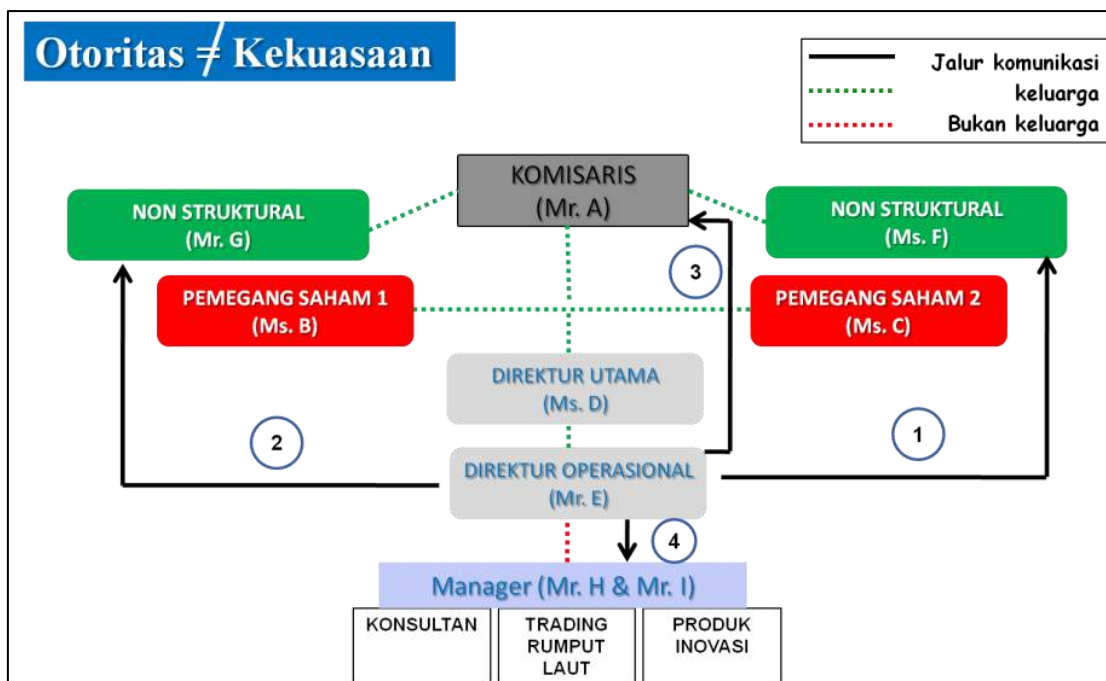 Otoritas ≠ Kekuasaan
Jalur komunikasi
keluarga
Bukan keluarga
KOMISARIS
(Mr. A)
NON STRUKTURAL
(Mr. G)
NON STRUKTURAL
(Ms. F)
3
PEMEGANG SAHAM 1
(Ms. B)
PEMEGANG SAHAM 2
(Ms. C)
DIREKTUR UTAMA
(Ms. D)
2
1
DIREKTUR OPERASIONAL
(Mr. E)
4
Manager (Mr. H & Mr. I)
KONSULTAN
TRADING
RUMPUT
LAUT
PRODUK
INOVASI